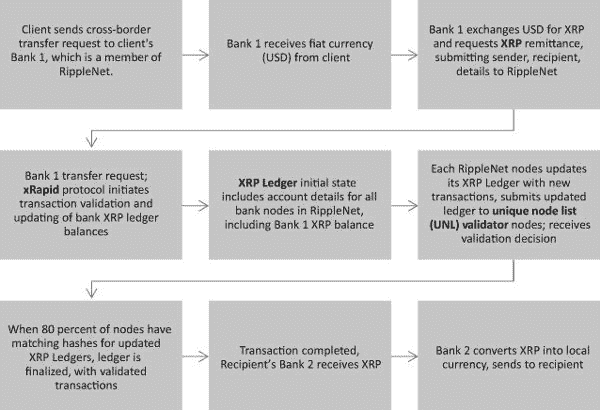 Client sends cross-border
transfer request to client's
Bank 1, which is a member of
RippleNet.
Bank 1 receives fiat currency
(USD) from client
Bank 1 exchanges USD for XRP
and requests XRP remittance,
submitting sender, recipient,
details to RippleNet
Bank 1 transfer request;
xRapid protocol initiates
transaction validation and
updating of bank XRP ledger
balances
XRP Ledger initial state
includes account details for all
bank nodes in RippleNet,
including Bank 1 XRP balance
Each RippleNet nodes updates
its XRP Ledger with new
transactions, submits updated
ledger to unique node list
(UNL) validator nodes; receives
validation decision
When 80 percent of nodes have
matching hashes for updated
XRP Ledgers, ledger is
finalized, with validated
transactions
Transaction completed,
Recipient's Bank 2 receives XRP
Bank 2 converts XRP into local
currency, sends to recipient